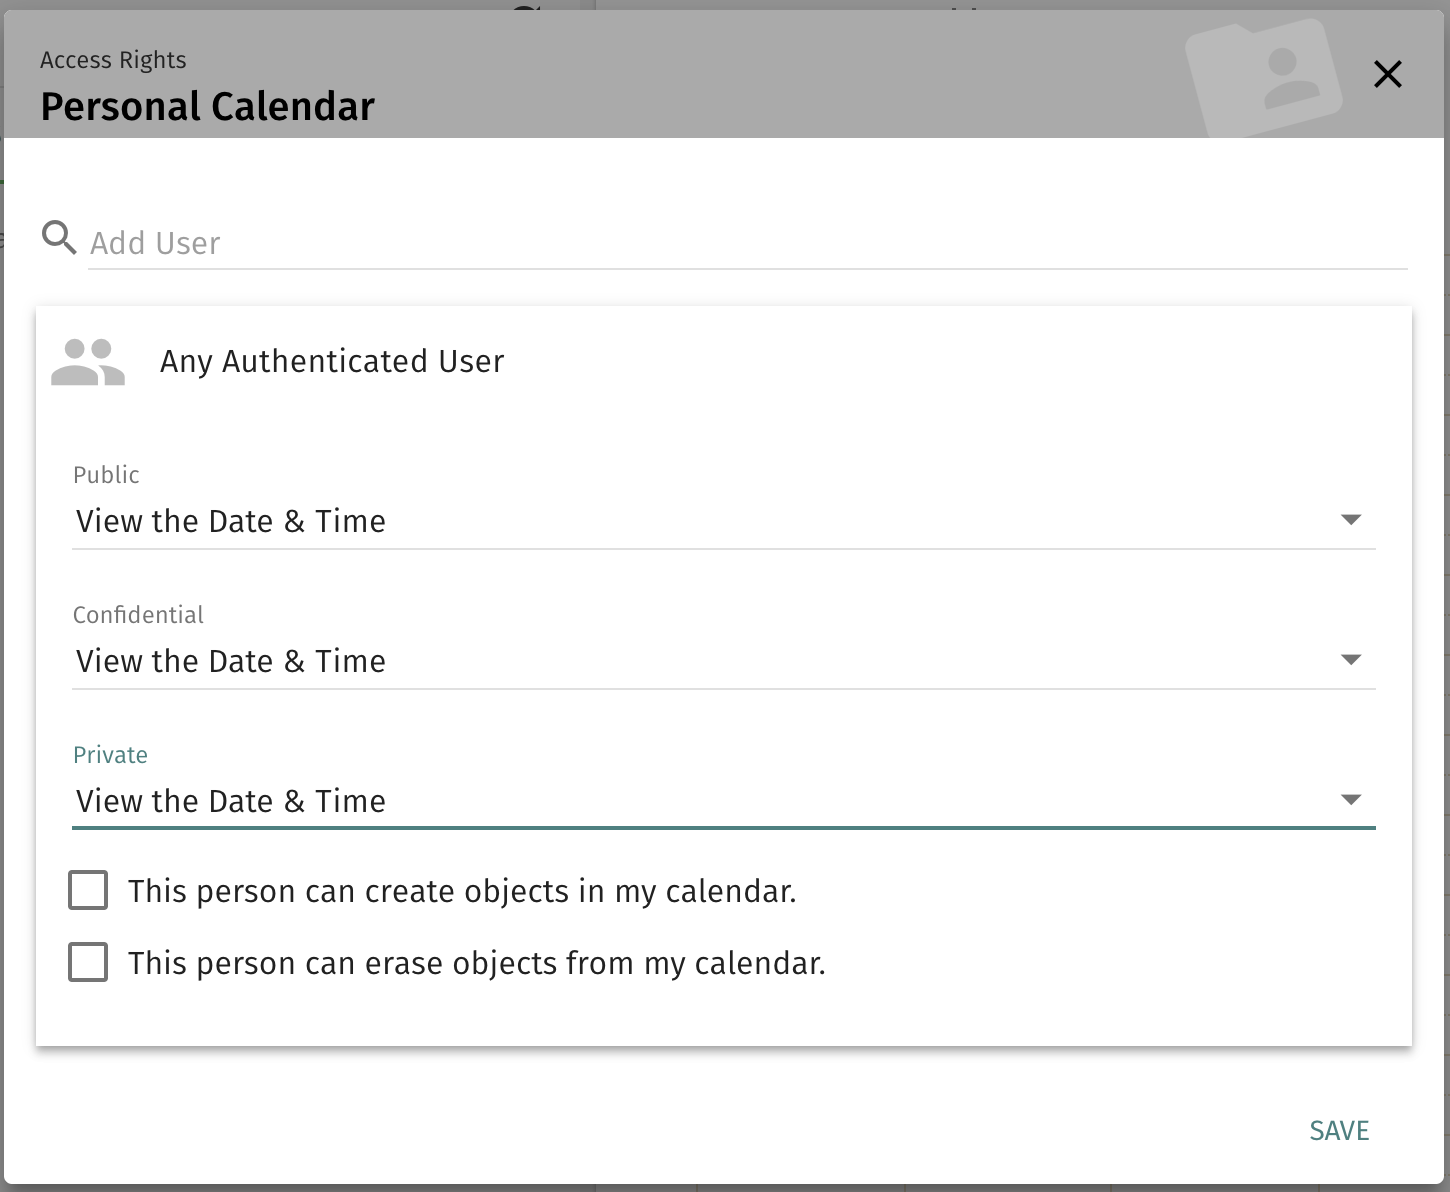 Access Rights
Personal Calendar
Add User
Any Authenticated User
Public
View the Date & Time
Confidential
View the Date & Time
Private
View the Date & Time
This person can create objects in my calendar.
This person can erase objects from my calendar.
SAVE